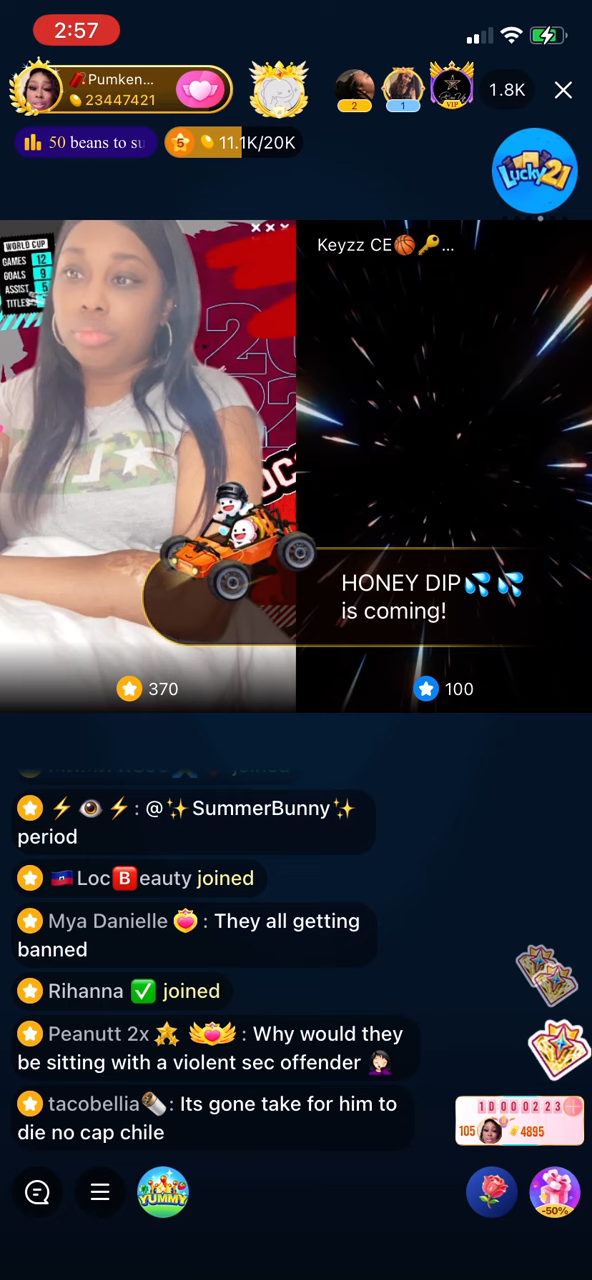 2:57
Pumken...
23447421
2
1
VIP
1.8K
50 beans to su
5
11.1K/20K
Lucky21
WORLD CUP
GAMES 12
GOALS 9
ASSIST 5
TITLES
Keyzz CE🏀🔑...
HONEY DIP💦💦
is coming!
370
100
joined
⚡👁⚡: @✨SummerBunny✨
period
🇭🇹Loc🅱️eauty joined
Mya Danielle : They all getting
banned
Rihanna ✅ joined
Peanutt 2x : Why would they
be sitting with a violent sec offender 🤦🏻‍♀️
tacobellia : Its gone take for him to
die no cap chile
1D 000223
105
4895
YUMMY
-50%